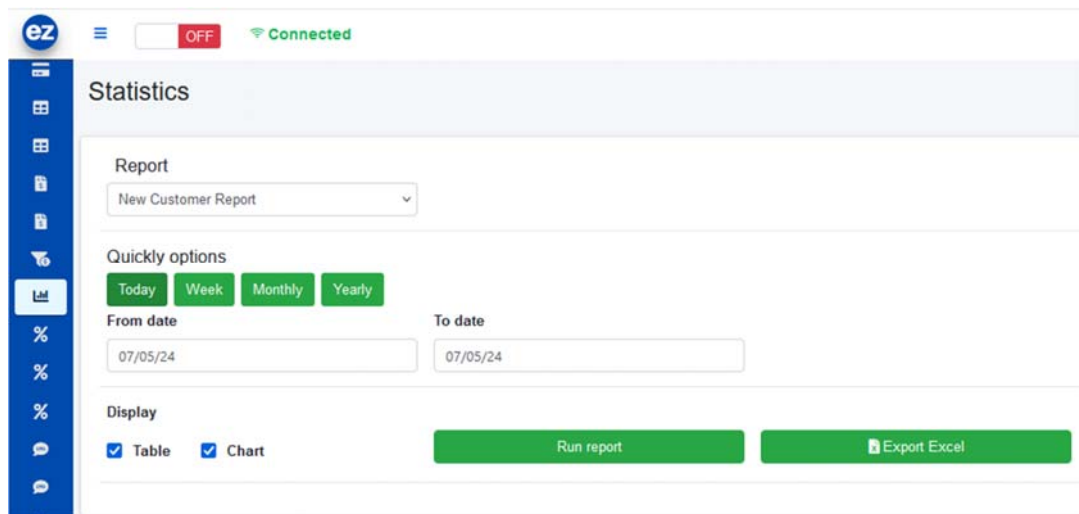 ez
OFF
Connected
Statistics
Report
New Customer Report
Quickly options
Today Week Monthly Yearly
From date To date
07/05/24 07/05/24
Display
Table Chart Run report Export Excel